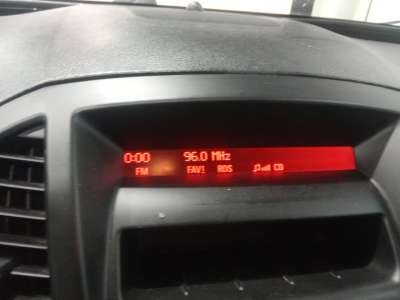 0:00 96.0 MHz
FM FAV1 RDS CD